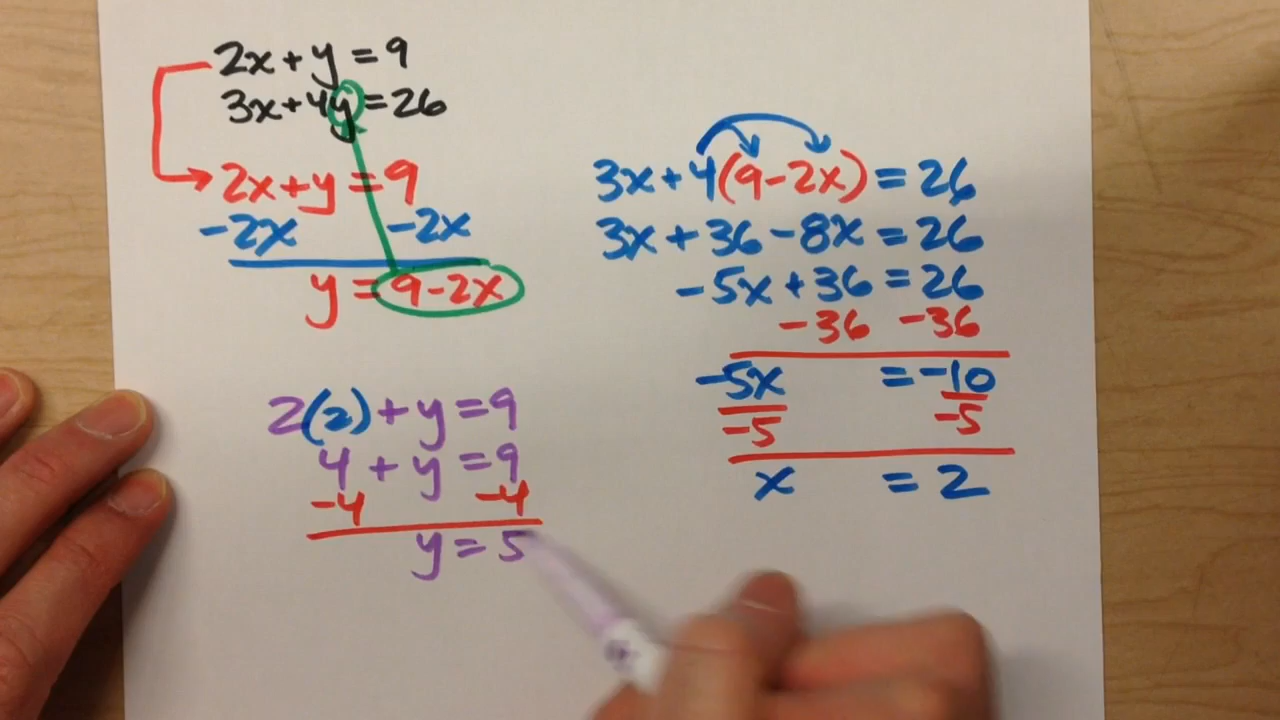 2x+y=9
3x+4y=26
2x+y=9
-2x -2x
y=9-2x
3x+4(9-2x)=26
3x+36-8x=26
-5x+36=26
-36 -36
-5x =-10
-5 -5
x =2
2(2)+y=9
4+y=9
-4 -4
y=5